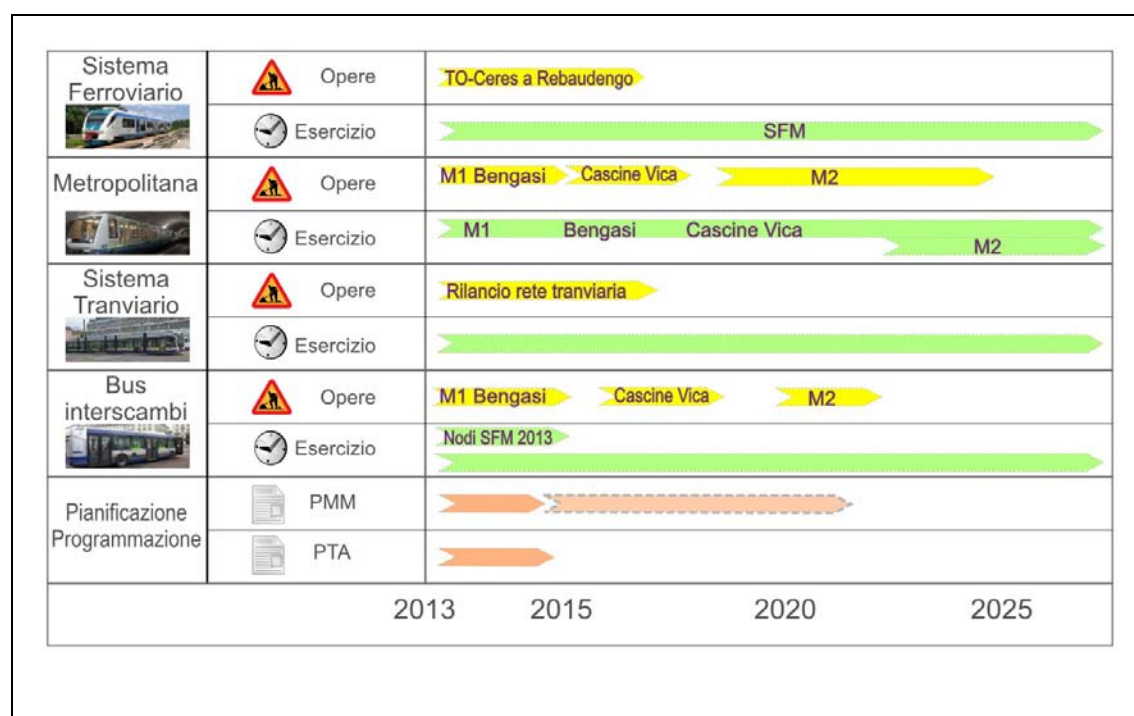 Sistema
Ferroviario
Opere
TO-Ceres a Rebaudengo
Esercizio
SFM
Metropolitana
Opere
M1 Bengasi
Cascine Vica
M2
Esercizio
M1
Bengasi
Cascine Vica
M2
Sistema
Tranviario
Opere
Rilancio rete tranviaria
Esercizio
Bus
interscambi
Opere
M1 Bengasi
Cascine Vica
M2
Esercizio
Nodi SFM 2013
Pianificazione
Programmazione
PMM
PTA
2013
2015
2020
2025